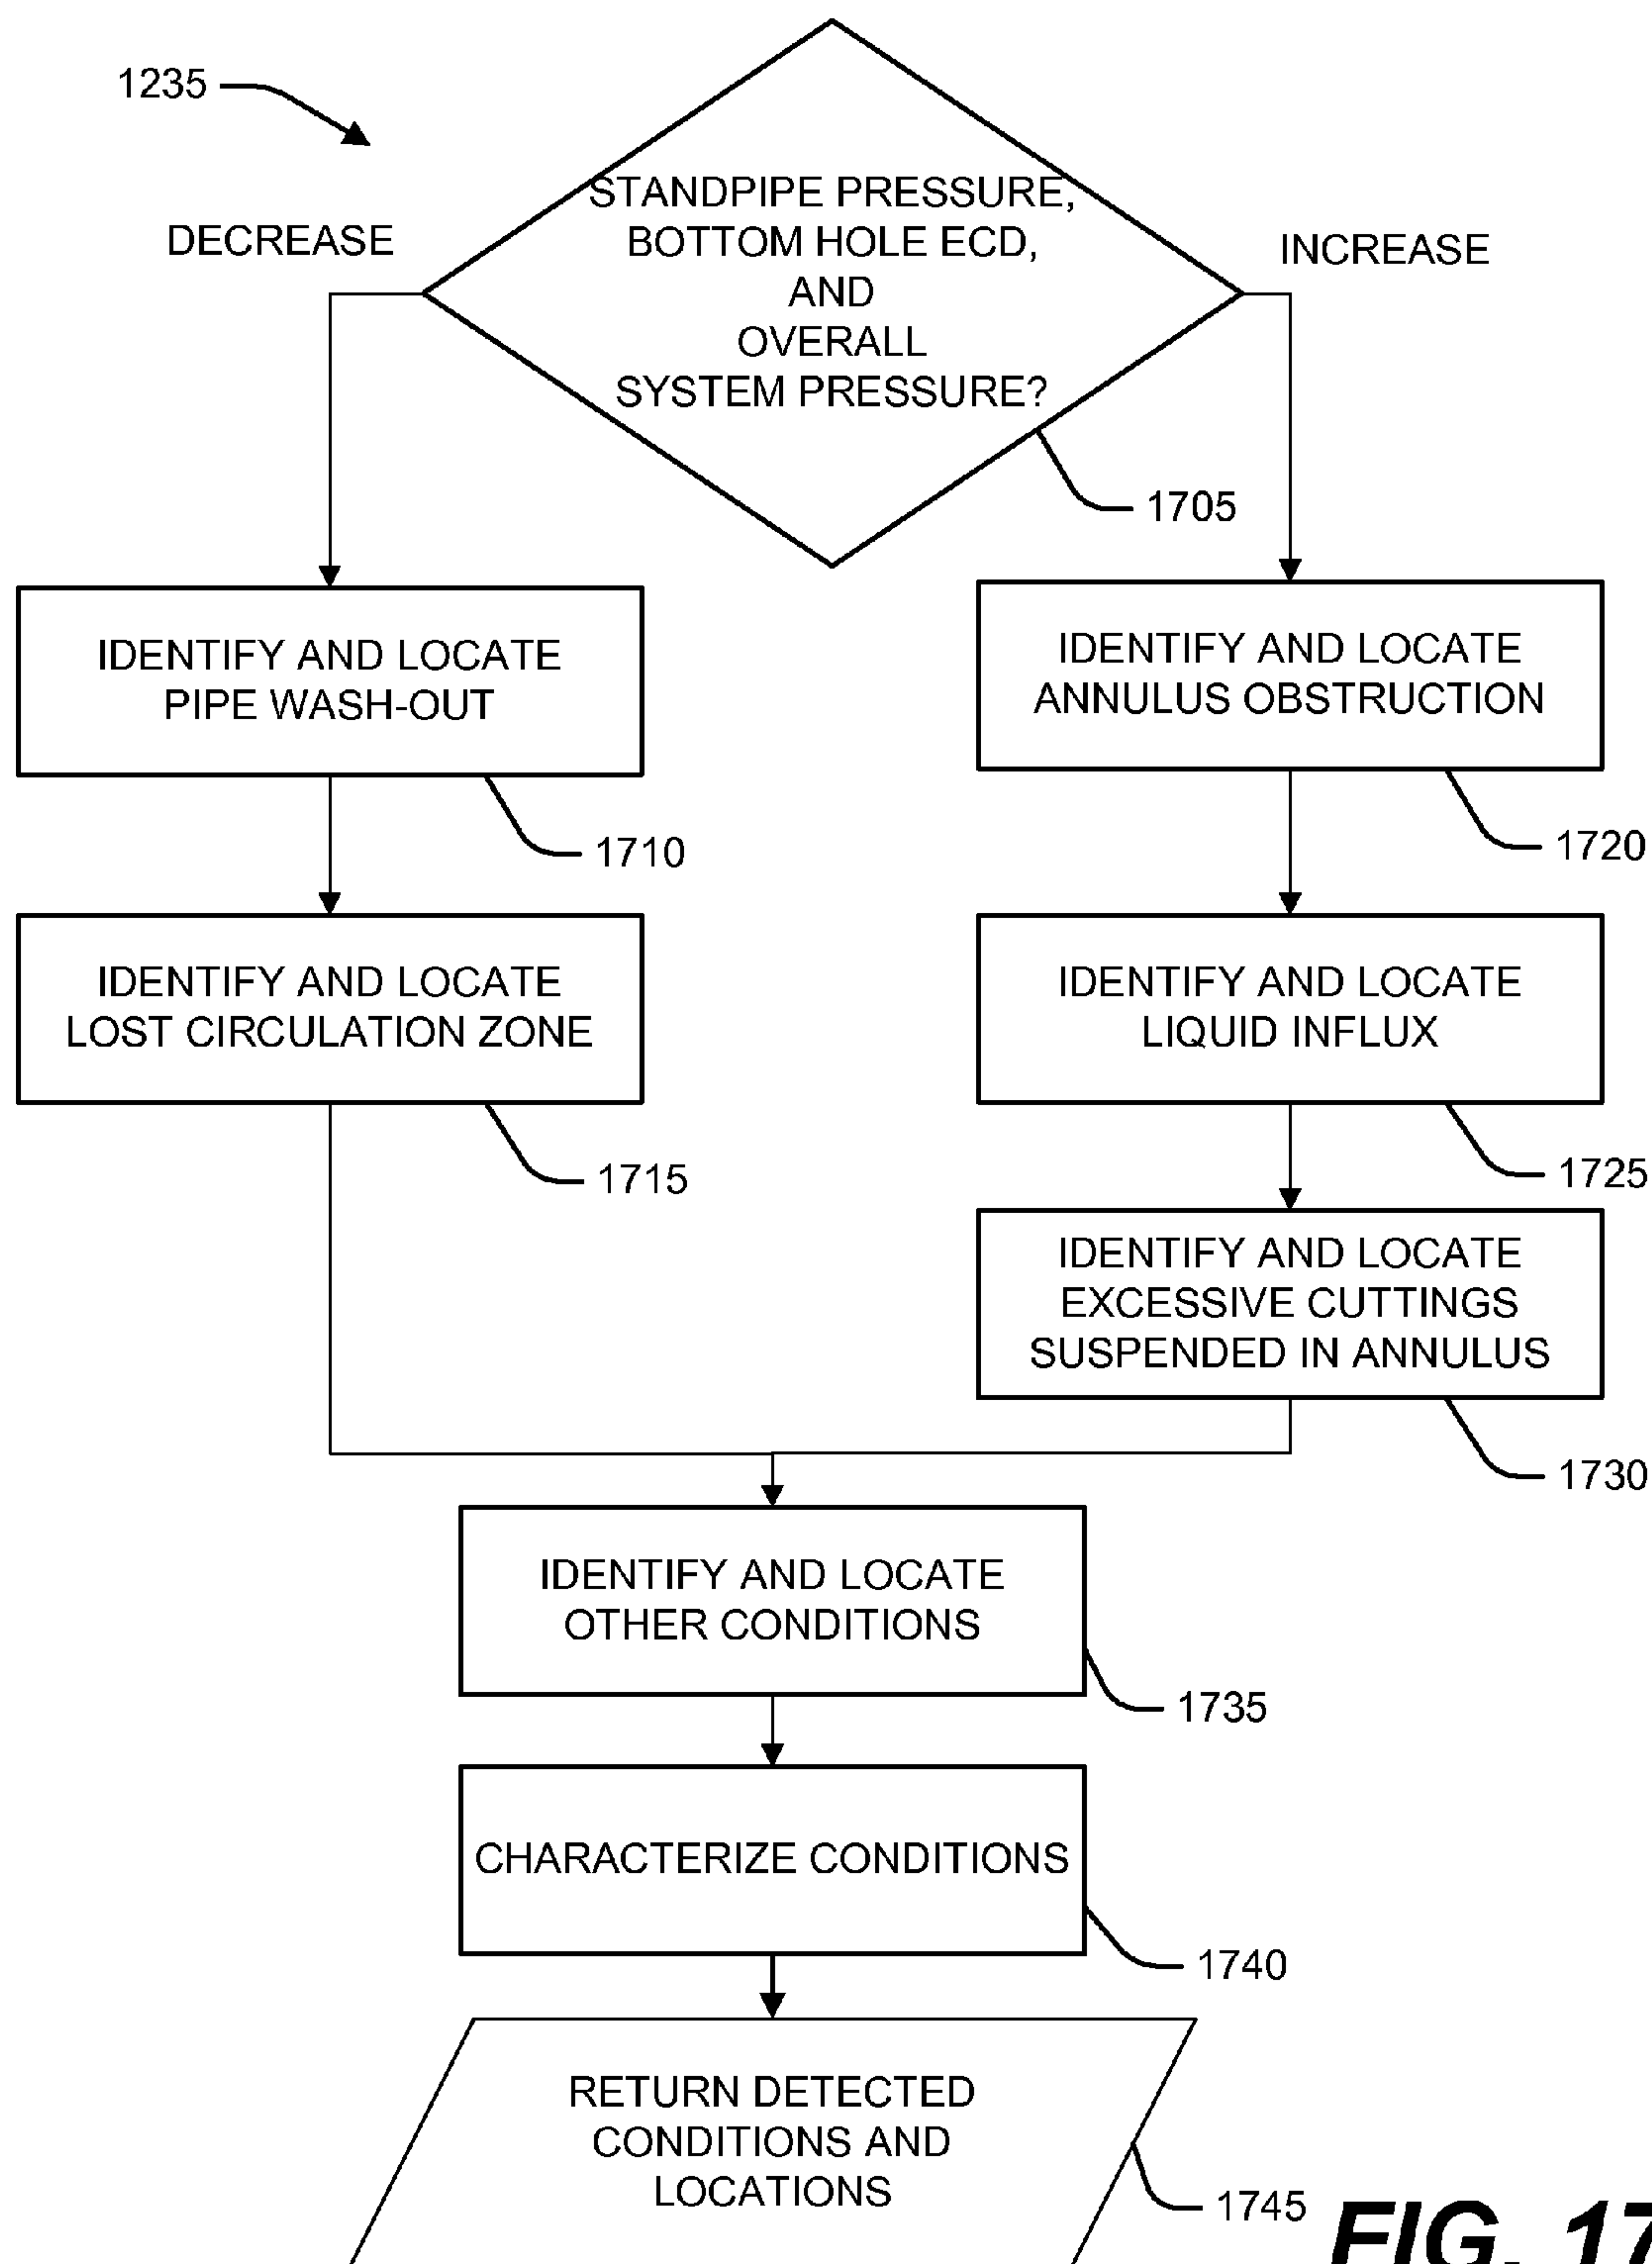 1235
STANDPIPE PRESSURE,
BOTTOM HOLE ECD,
AND
OVERALL
SYSTEM PRESSURE?
DECREASE
INCREASE
1705
IDENTIFY AND LOCATE
PIPE WASH-OUT
1710
IDENTIFY AND LOCATE
ANNULUS OBSTRUCTION
1720
IDENTIFY AND LOCATE
LOST CIRCULATION ZONE
1715
IDENTIFY AND LOCATE
LIQUID INFLUX
1725
IDENTIFY AND LOCATE
EXCESSIVE CUTTINGS
SUSPENDED IN ANNULUS
1730
IDENTIFY AND LOCATE
OTHER CONDITIONS
1735
CHARACTERIZE CONDITIONS
1740
RETURN DETECTED
CONDITIONS AND
LOCATIONS
1745
FIG. 17